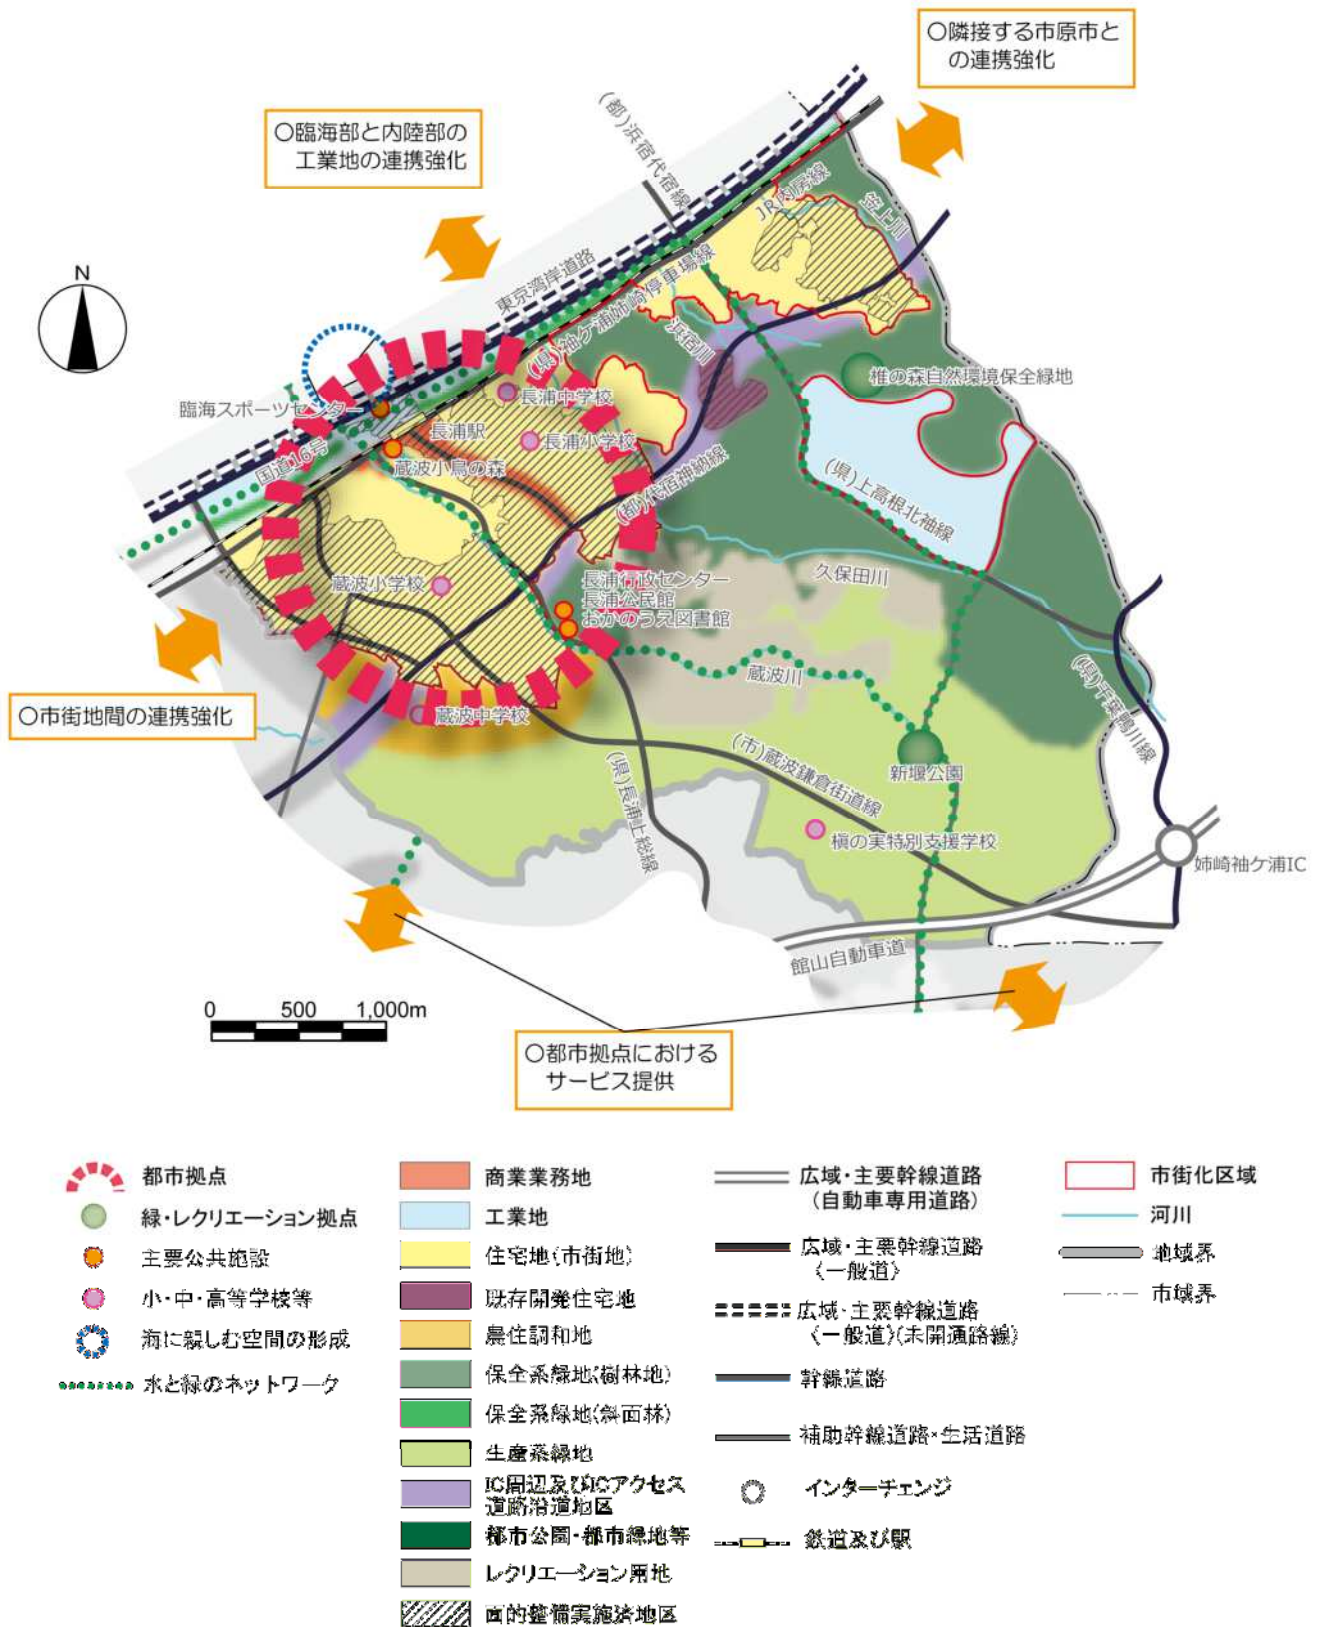 ○隣接する市原市と
の連携強化
○臨海部と内陸部の
工業地の連携強化
(都)浜宿代宿線
JR内房線
笠上川
N
東京湾岸道路
(県)袖ケ浦姉崎停車場線
浜宿川
椎の森自然環境保全緑地
臨海スポーツセンター
長浦中学校
長浦駅
長浦小学校
国道16号
蔵波小鳥の森
(都)代宿神納線
(県)上高根北袖線
久保田川
蔵波小学校
長浦行政センター
長浦公民館
おかのうえ図書館
蔵波川
(県)千葉鴨川線
○市街地間の連携強化
蔵波中学校
(市)蔵波鎌倉街道線
新堰公園
(県)長浦上総線
槇の実特別支援学校
姉崎袖ケ浦IC
館山自動車道
0 500 1,000m
○都市拠点における
サービス提供
都市拠点
緑・レクリエーション拠点
主要公共施設
小・中・高等学校等
海に親しむ空間の形成
水と緑のネットワーク
商業業務地
工業地
住宅地(市街地)
既存開発住宅地
農住調和地
保全系緑地(樹林地)
保全系緑地(斜面林)
生産系緑地
IC周辺及びICアクセス
道路沿道地区
都市公園・都市緑地等
レクリエーション用地
面的整備実施済地区
広域・主要幹線道路
(自動車専用道路)
広域・主要幹線道路
(一般道)
広域・主要幹線道路
(一般道)(未開通路線)
幹線道路
補助幹線道路・生活道路
インターチェンジ
鉄道及び駅
市街化区域
河川
地域界
市域界